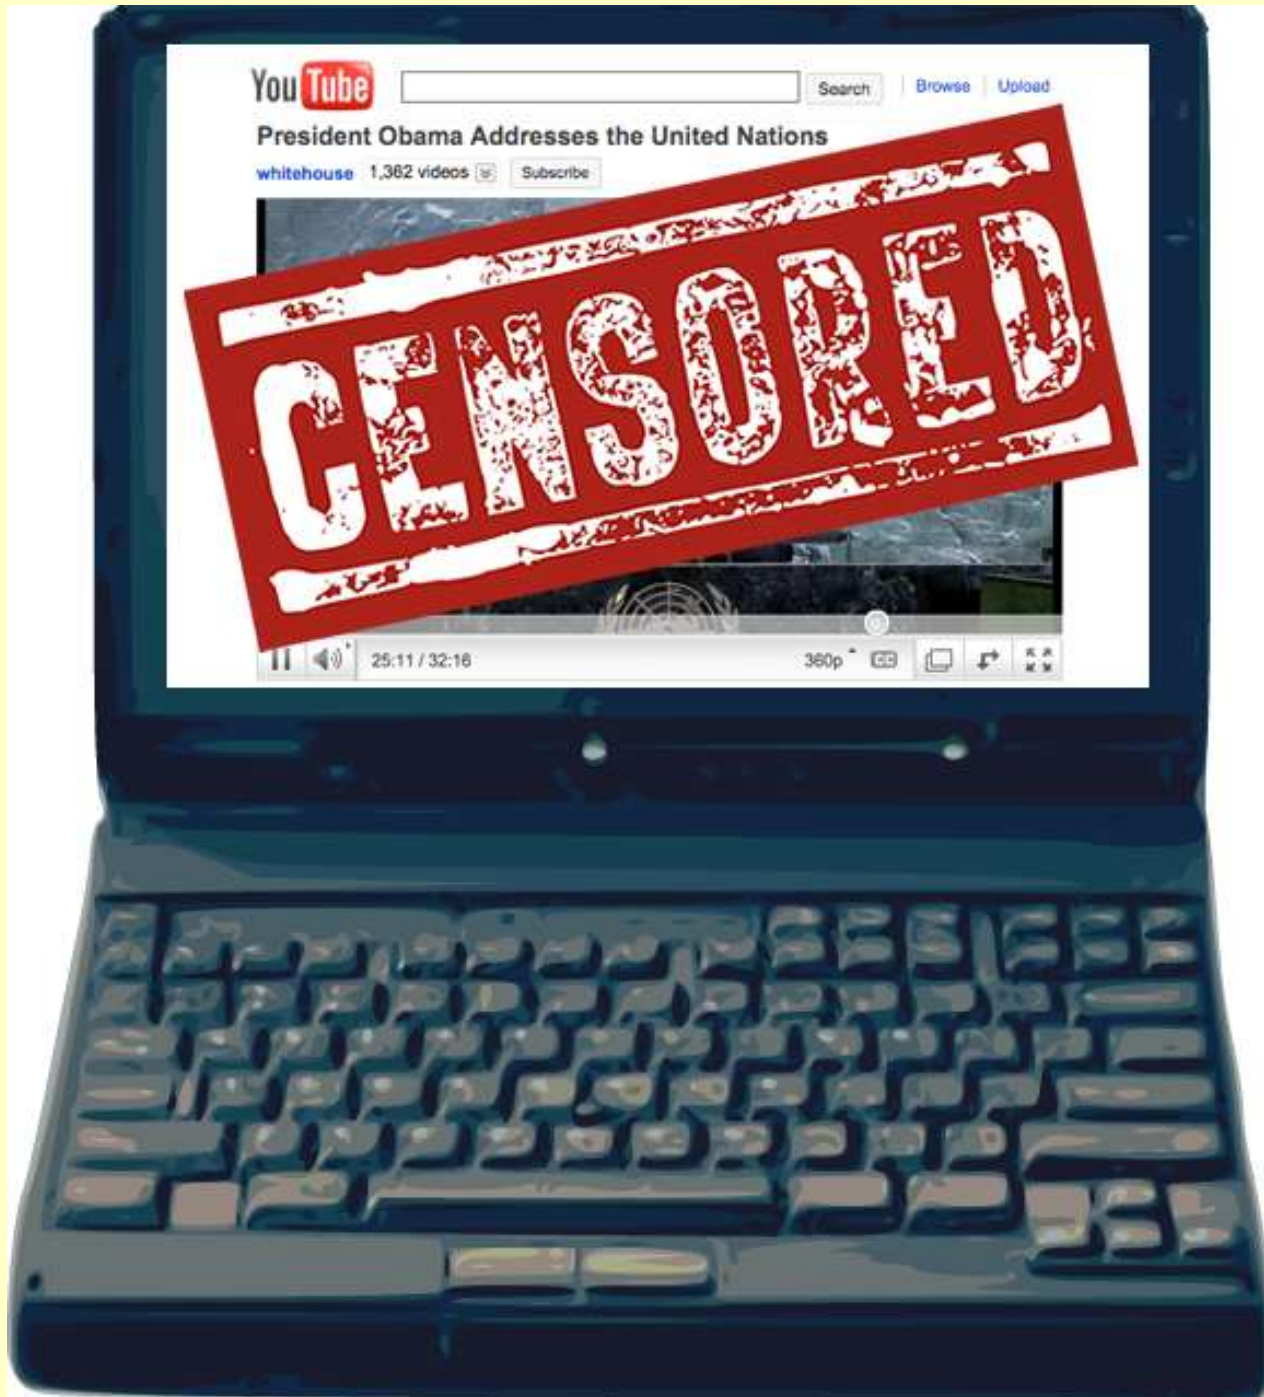 YouTube Search Browse Upload
President Obama Addresses the United Nations
whitehouse 1,362 videos Subscribe
CENSORED
25:11 / 32:16 360p CC